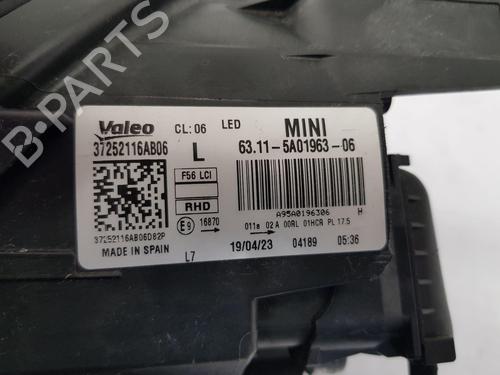 Valeo CL: 06 LED MINI
37252116AB06 L 63.11-5A01963-06
F56 LCI
RHD A95A0196306 H
E9 16870 011a 02A 00RL 01HCR PL 17.5
37252116AB06D82P
MADE IN SPAIN L7 19/04/23 04189 05:36
B-PARTS